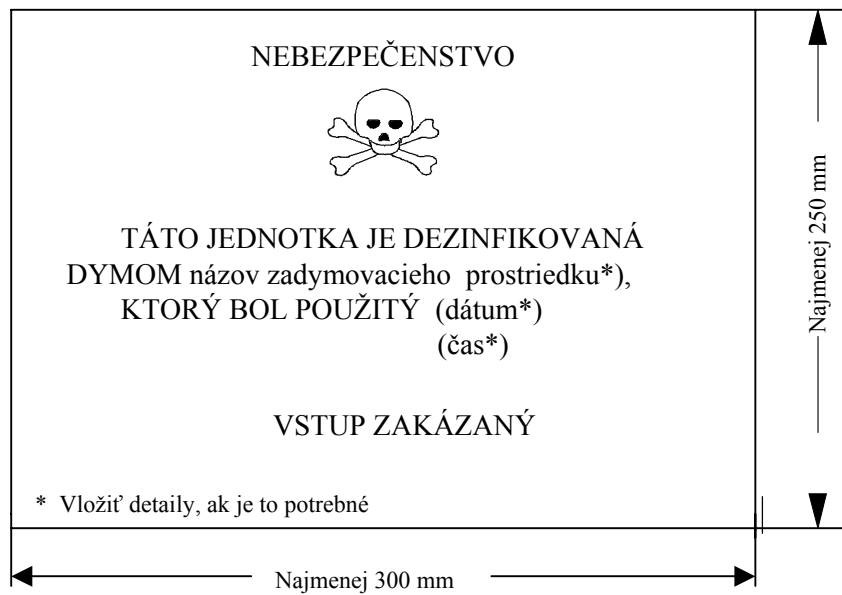 NEBEZPEČENSTVO
TÁTO JEDNOTKA JE DEZINFIKOVANÁ
DYMOM názov zadymovacieho prostriedku*),
KTORÝ BOL POUŽITÝ (dátum*)
(čas*)
VSTUP ZAKÁZANÝ
* Vložiť detaily, ak je to potrebné
Najmenej 250 mm
Najmenej 300 mm